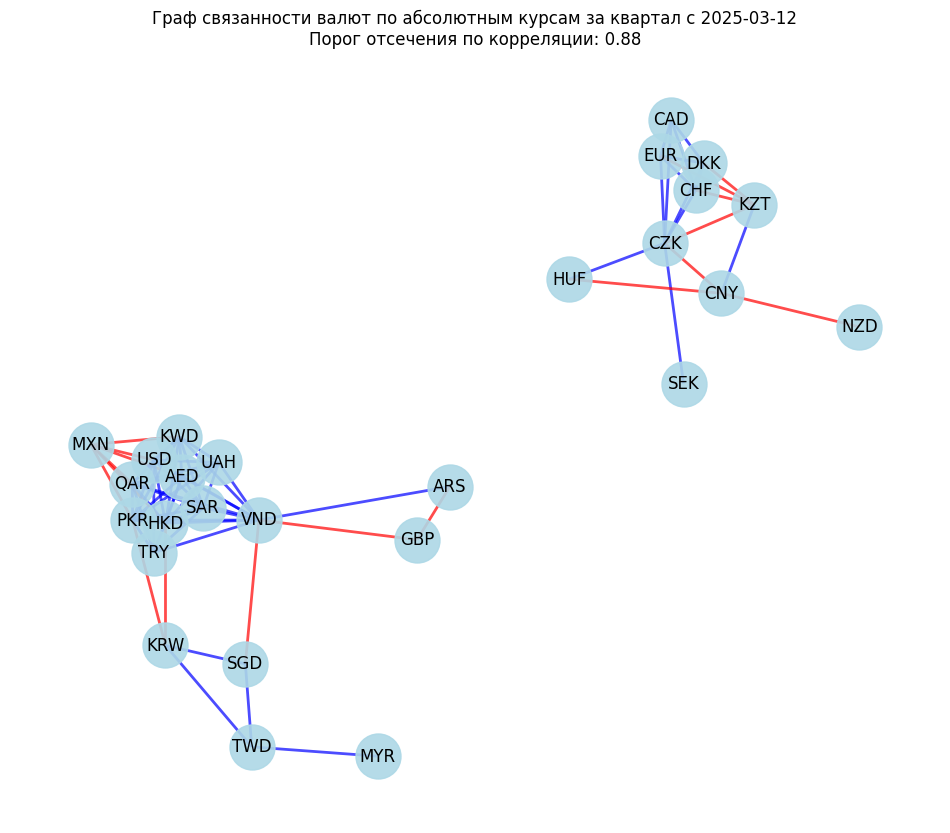 Граф связанности валют по абсолютным курсам за квартал с 2025-03-12
Порог отсечения по корреляции: 0.88
CAD
EUR
DKK
CHF
KZT
CZK
HUF
CNY
NZD
SEK
KWD
MXN
USD
UAH
AED
QAR
ARS
SAR
PKR
HKD
VND
GBP
TRY
KRW
SGD
TWD
MYR